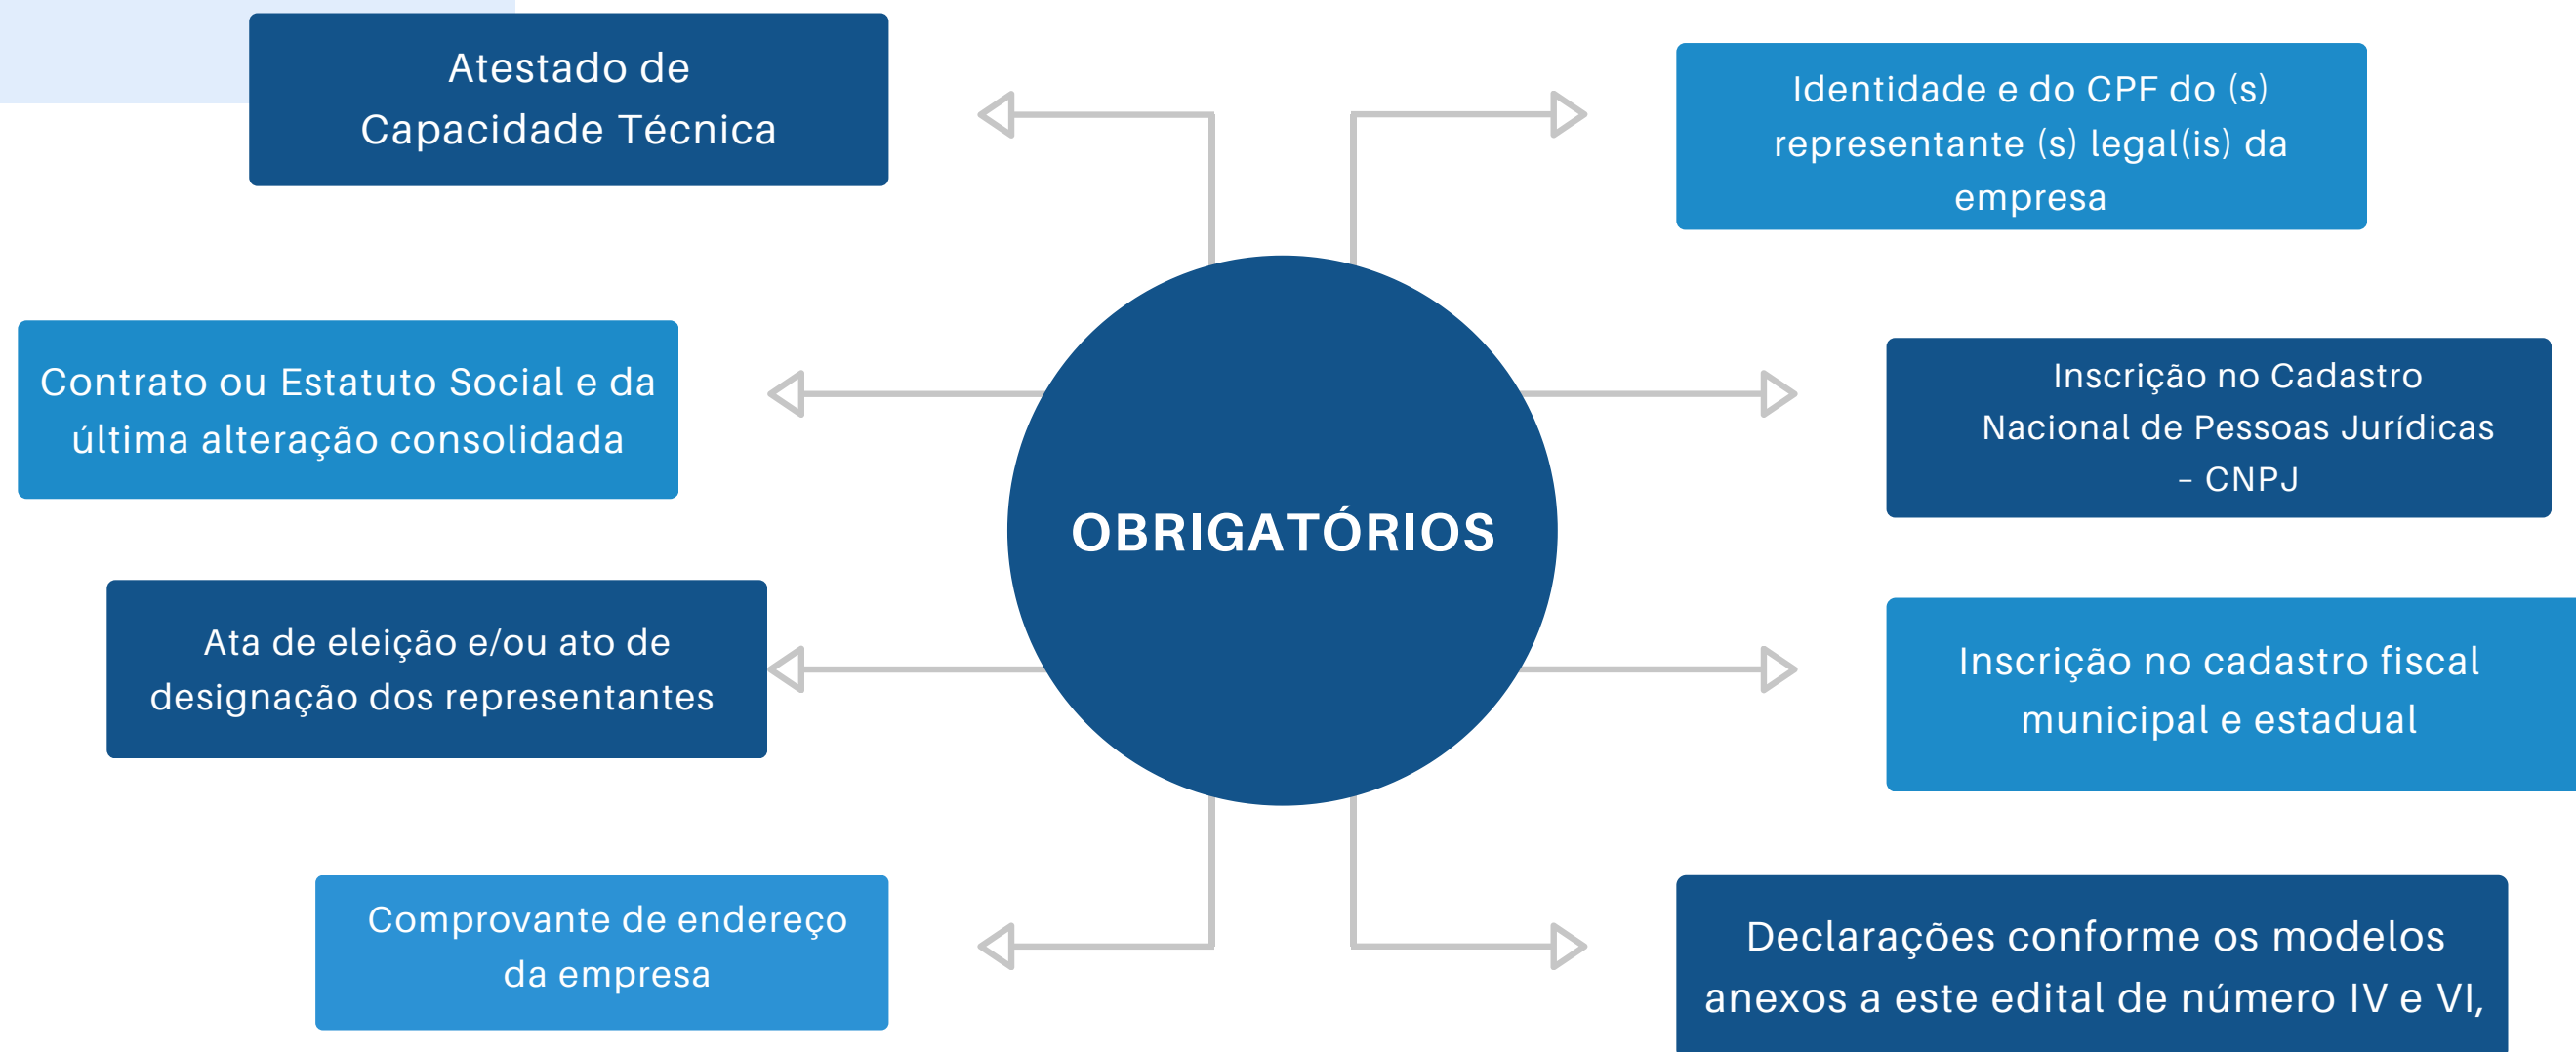 Atestado de
Capacidade Técnica
Identidade e do CPF do (s)
representante (s) legal(is) da
empresa
Contrato ou Estatuto Social e da
última alteração consolidada
Inscrição no Cadastro
Nacional de Pessoas Jurídicas
– CNPJ
OBRIGATÓRIOS
Ata de eleição e/ou ato de
designação dos representantes
Inscrição no cadastro fiscal
municipal e estadual
Comprovante de endereço
da empresa
Declarações conforme os modelos
anexos a este edital de número IV e VI,